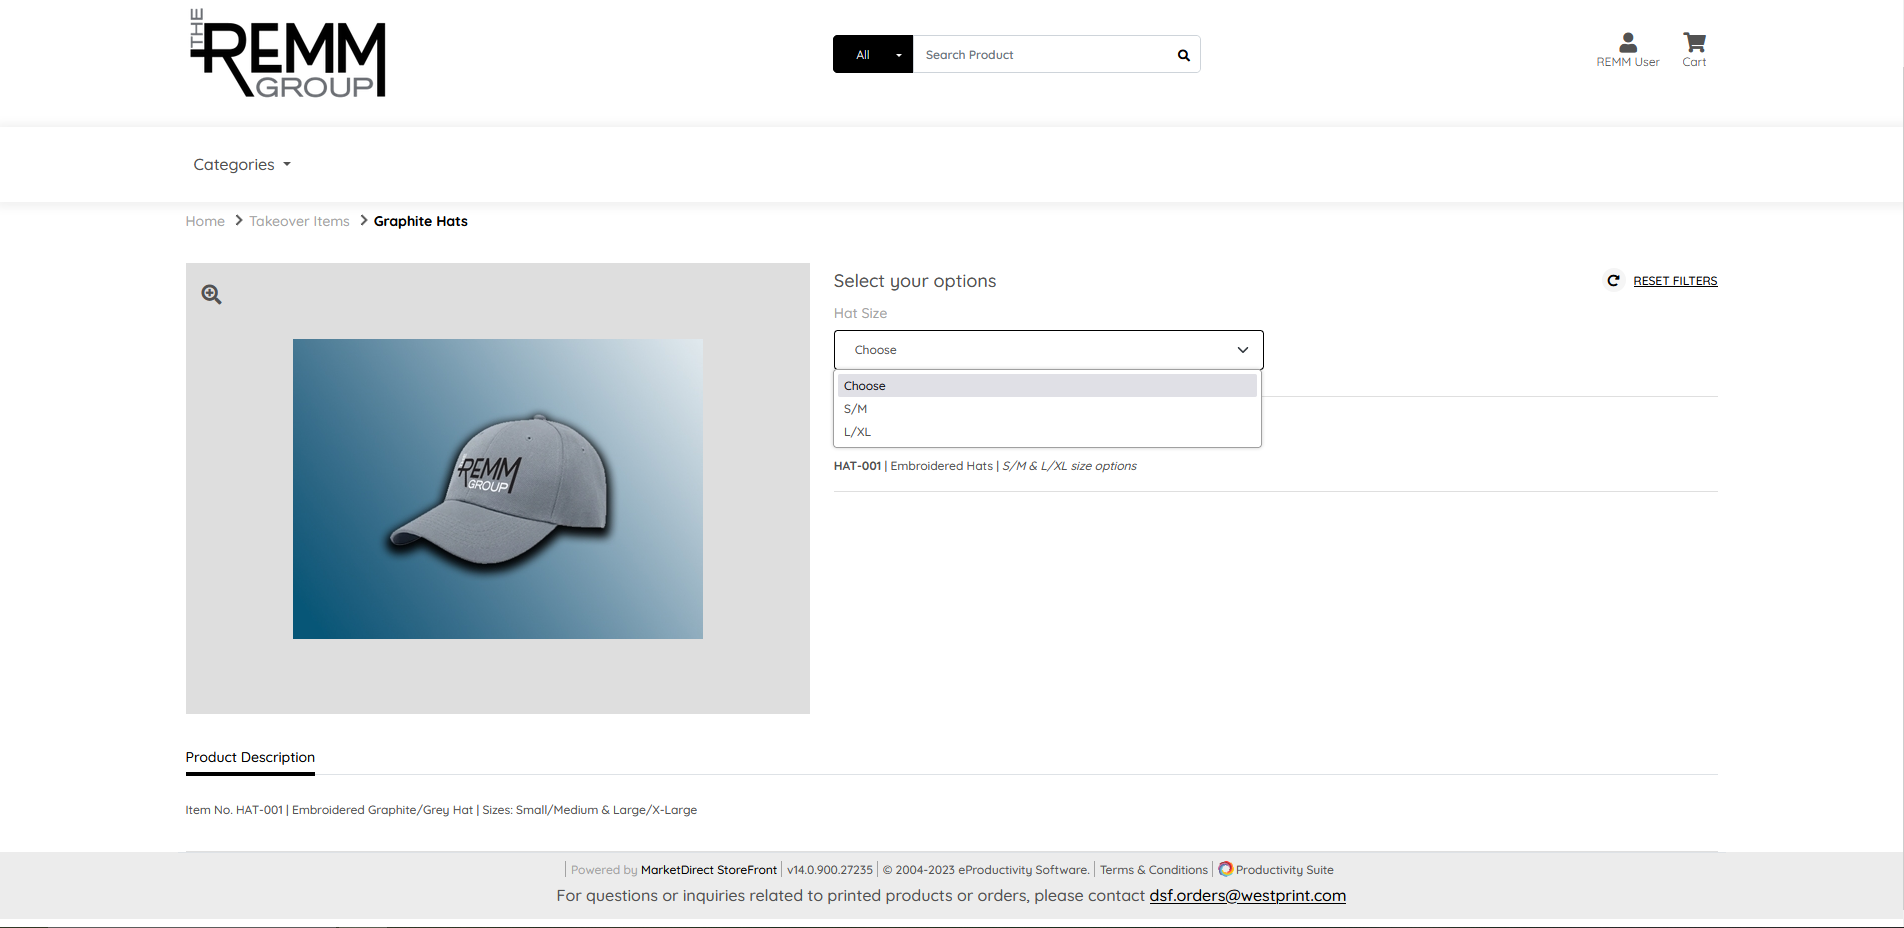 THE
REMM
GROUP
All
Search Product
REMM User
Cart
Categories
Home > Takeover Items > Graphite Hats
Select your options
RESET FILTERS
Hat Size
Choose
Choose
S/M
L/XL
REMM
GROUP
HAT-001 | Embroidered Hats | S/M & L/XL size options
Product Description
Item No. HAT-001 | Embroidered Graphite/Grey Hat | Sizes: Small/Medium & Large/X-Large
| Powered by MarketDirect StoreFront | v14.0.900.27235 | © 2004-2023 eProductivity Software. | Terms & Conditions | Productivity Suite
For questions or inquiries related to printed products or orders, please contact dsf.orders@westprint.com